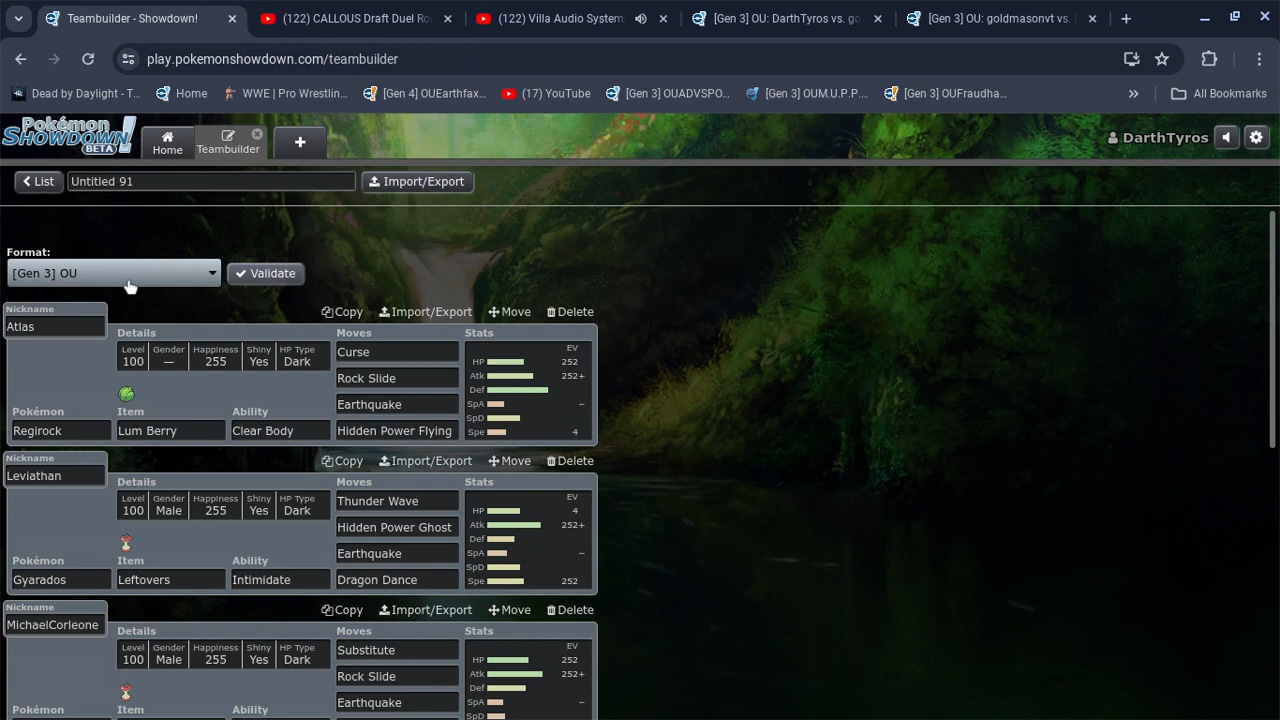 Teambuilder - Showdown!
(122) CALLOUS Draft Duel Ro
(122) Villa Audio System
[Gen 3] OU: DarthTyros vs. go
[Gen 3] OU: goldmasonvt vs.
play.pokemonshowdown.com/teambuilder
Dead by Daylight - T...
Home
WWE | Pro Wrestlin...
[Gen 4] OUEarthfax...
(17) YouTube
[Gen 3] OUADVSPO...
[Gen 3] OUM.U.P.P....
[Gen 3] OUFraudha...
All Bookmarks
Pokémon
SHOWDOWN!
BETA
Home
Teambuilder
DarthTyros
List
Untitled 91
Import/Export
Format:
[Gen 3] OU
Validate
Nickname
Atlas
Copy Import/Export Move Delete
Details Moves Stats
Level Gender Happiness Shiny HP Type
100 — 255 Yes Dark
Curse
Rock Slide
Earthquake
Hidden Power Flying
EV
HP 252
Atk 252+
Def
SpA –
SpD
Spe 4
Pokémon Item Ability
Regirock Lum Berry Clear Body
Nickname
Leviathan
Copy Import/Export Move Delete
Details Moves Stats
Level Gender Happiness Shiny HP Type
100 Male 255 Yes Dark
Thunder Wave
Hidden Power Ghost
Earthquake
Dragon Dance
EV
HP 4
Atk 252+
Def
SpA –
SpD
Spe 252
Pokémon Item Ability
Gyarados Leftovers Intimidate
Nickname
MichaelCorleone
Copy Import/Export Move Delete
Details Moves Stats
Level Gender Happiness Shiny HP Type
100 Male 255 Yes Dark
Substitute
Rock Slide
Earthquake
EV
HP 252
Atk 252+
Def
SpA –
SpD
Pokémon Item Ability